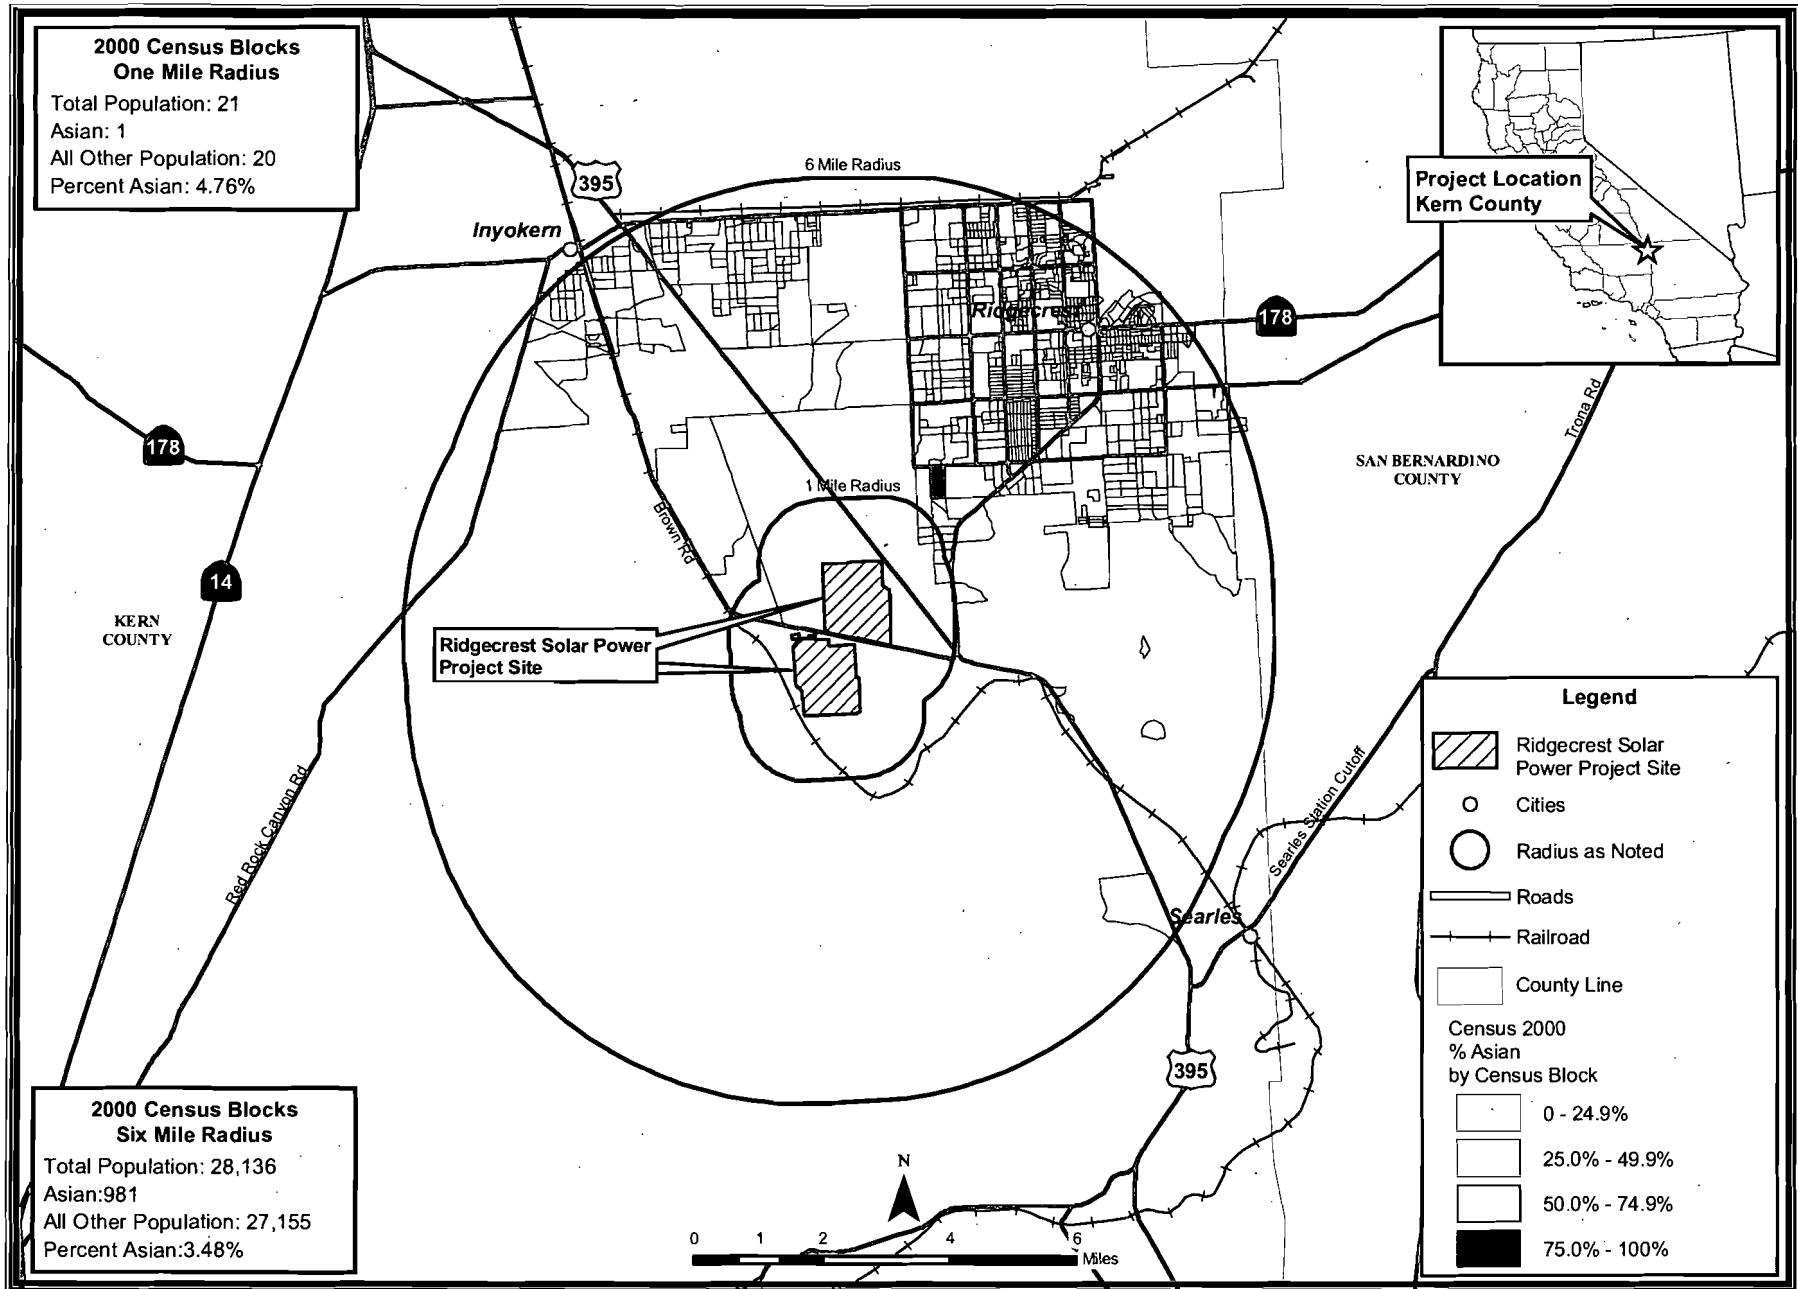 2000 Census Blocks
One Mile Radius
Total Population: 21
Asian: 1
All Other Population: 20
Percent Asian: 4.76%
395
6 Mile Radius
Inyokern
Ridgecrest
178
Project Location
Kern County
Trona Rd
SAN BERNARDINO
COUNTY
178
14
KERN
COUNTY
1 Mile Radius
Brown Rd
Ridgecrest Solar Power
Project Site
Red Rock Canyon Rd
Searles Station Cutoff
Searles
395
Legend
Ridgecrest Solar
Power Project Site
Cities
Radius as Noted
Roads
Railroad
County Line
Census 2000
% Asian
by Census Block
0 - 24.9%
25.0% - 49.9%
50.0% - 74.9%
75.0% - 100%
2000 Census Blocks
Six Mile Radius
Total Population: 28,136
Asian:981
All Other Population: 27,155
Percent Asian:3.48%
N
0 1 2 4 6
Miles